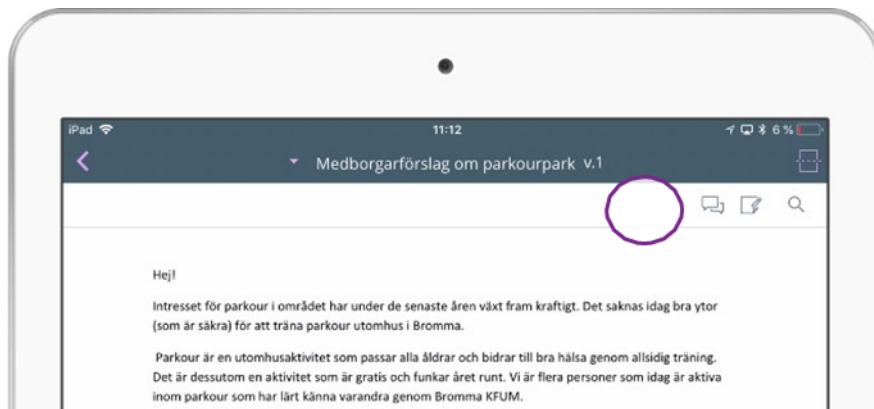 iPad 11:12 6 %
Medborgarförslag om parkourpark v.1
Hej!
Intresset för parkour i området har under de senaste åren växt fram kraftigt. Det saknas idag bra ytor
(som är säkra) för att träna parkour utomhus i Bromma.
Parkour är en utomhusaktivitet som passar alla åldrar och bidrar till bra hälsa genom allsidig träning.
Det är dessutom en aktivitet som är gratis och funkar året runt. Vi är flera personer som idag är aktiva
inom parkour som har lärt känna varandra genom Bromma KFUM.